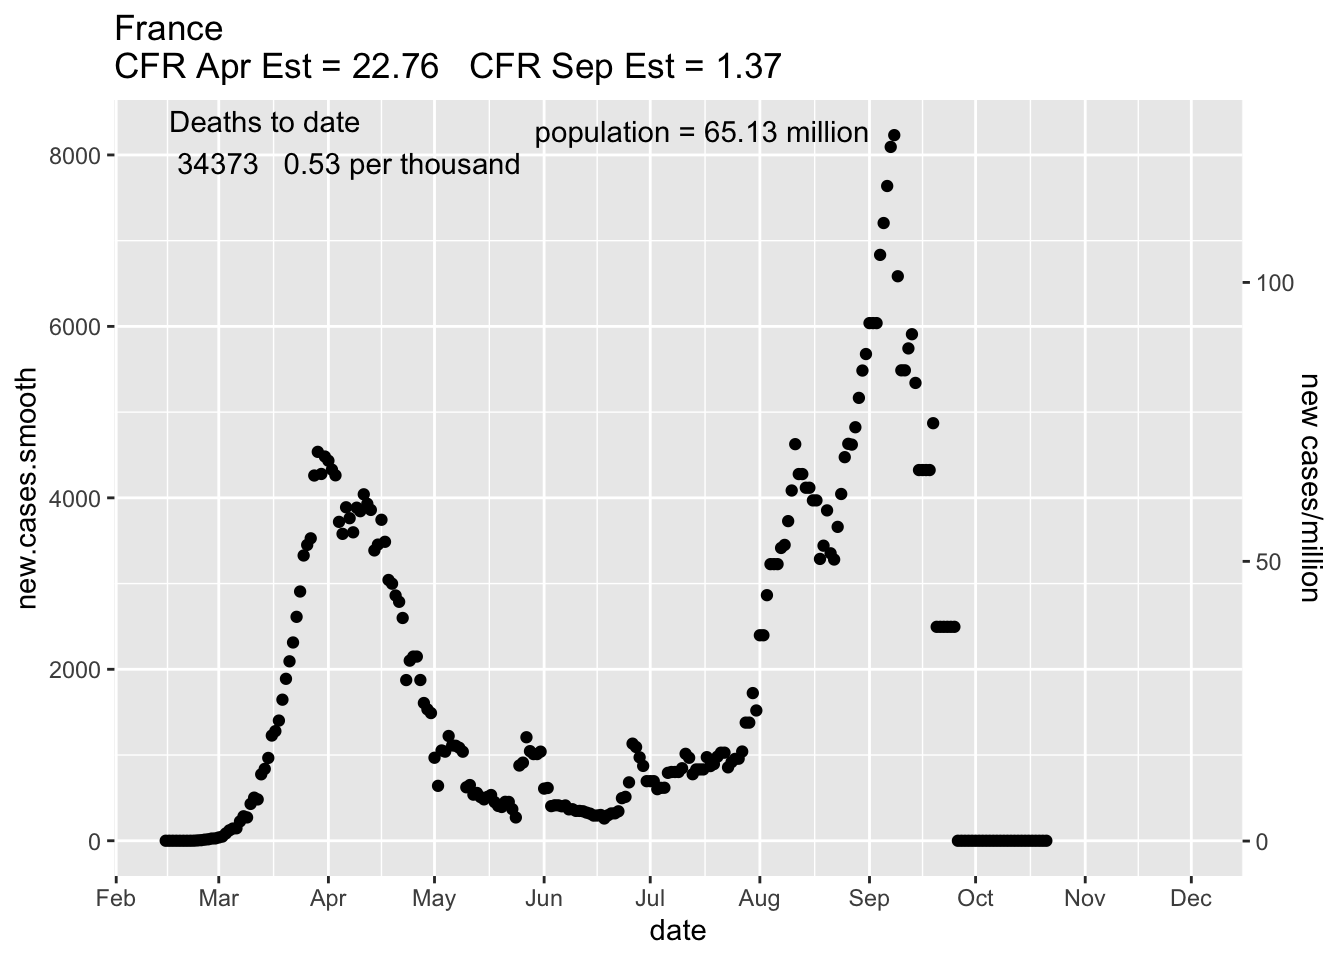 France
CFR Apr Est = 22.76   CFR Sep Est = 1.37
Deaths to date
population = 65.13 million
34373   0.53 per thousand
8000
6000
4000
2000
0
new.cases.smooth
100
50
0
new cases/million
Feb Mar Apr May Jun Jul Aug Sep Oct Nov Dec
date